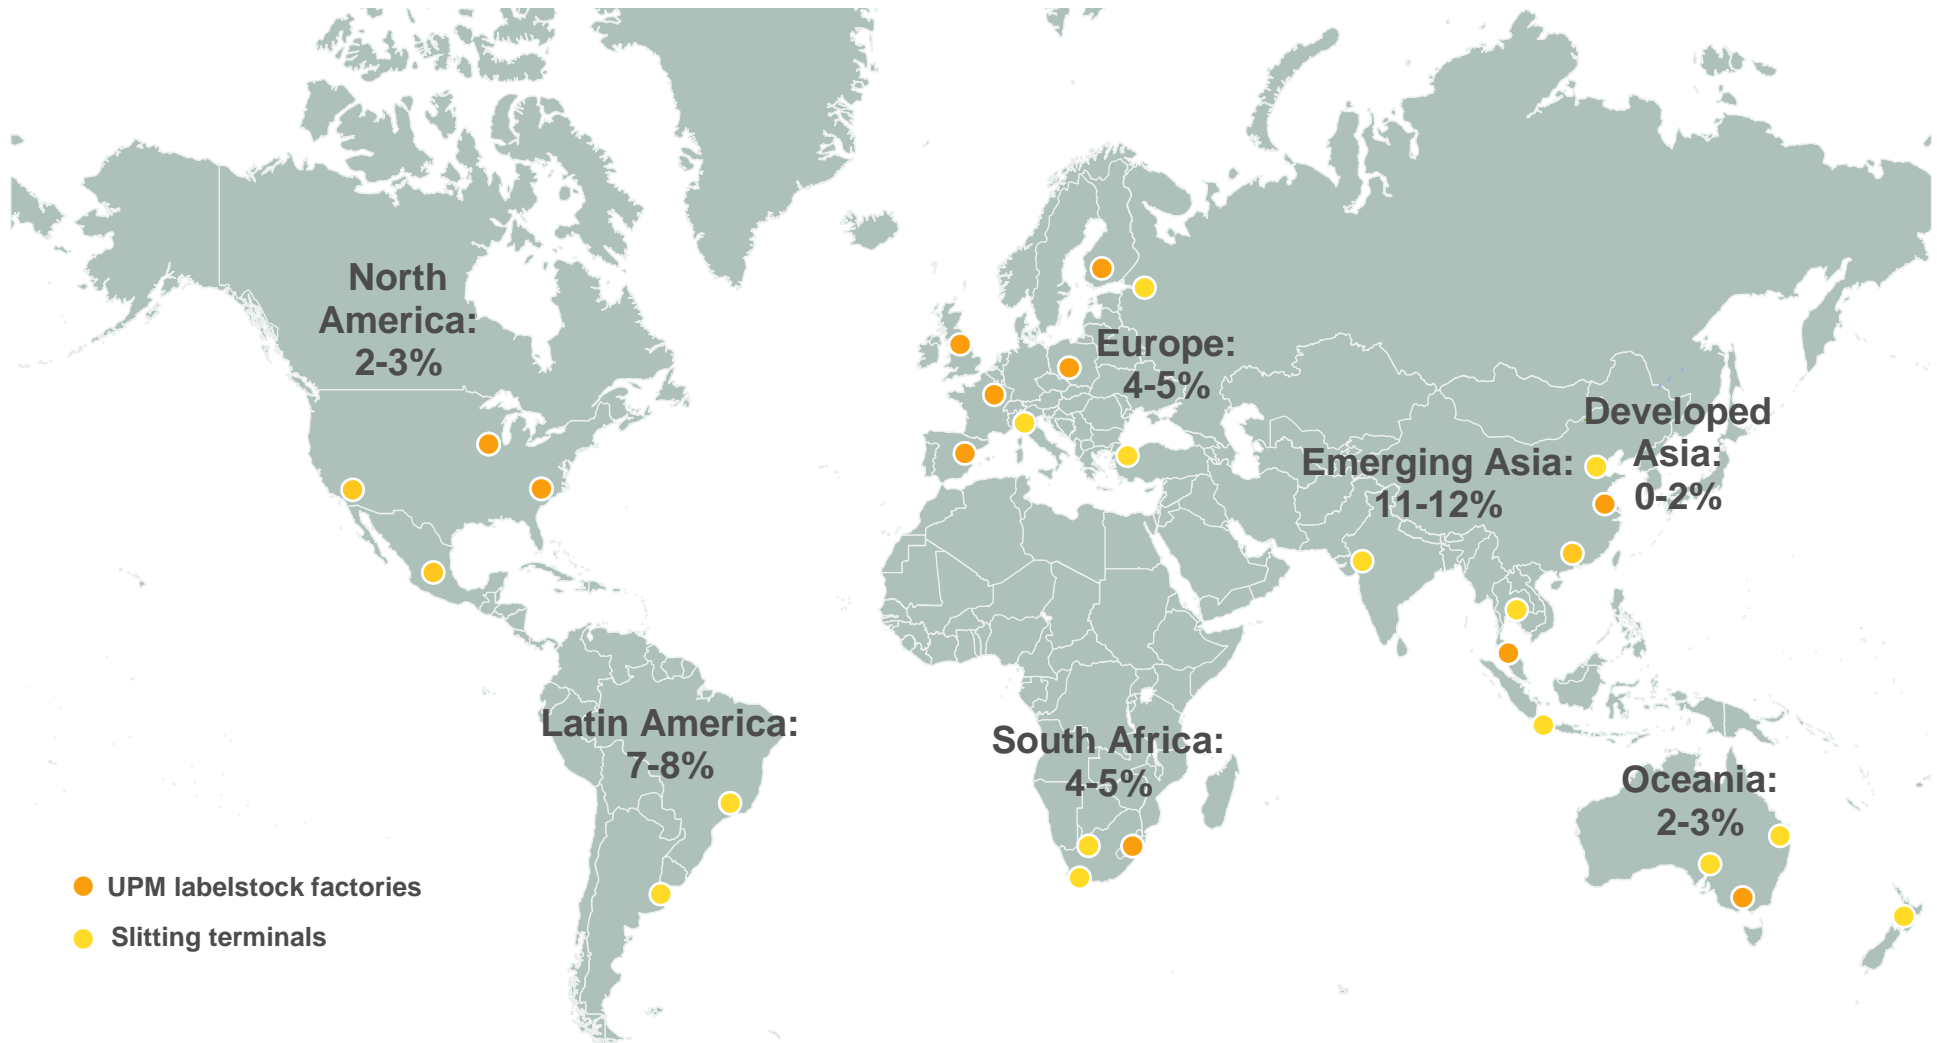 North
America:
2-3%
Europe:
4-5%
Developed
Asia:
0-2%
Emerging Asia:
11-12%
Latin America:
7-8%
South Africa:
4-5%
Oceania:
2-3%
UPM labelstock factories
Slitting terminals